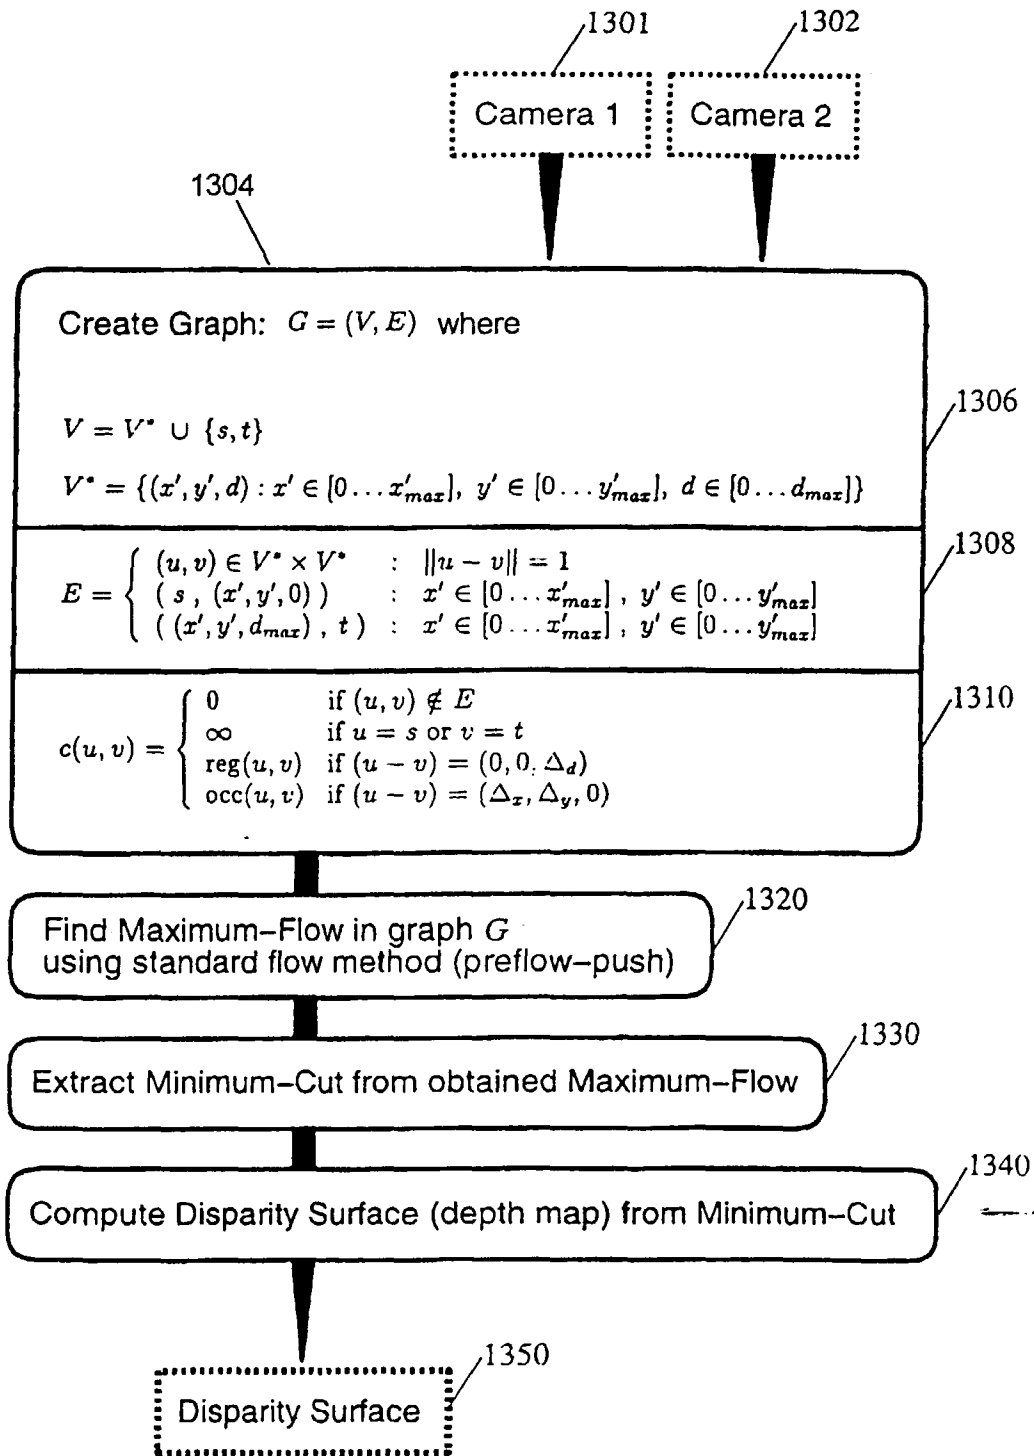 1301
1302
Camera 1
Camera 2
1304
Create Graph: G = (V, E) where
1306
V = V* ∪ {s,t}
V* = {(x′, y′, d) : x′ ∈ [0…x′max], y′ ∈ [0…y′max], d ∈ [0…dmax]}
1308
E = { (u, v) ∈ V* × V* : ||u − v|| = 1
( s , (x′, y′, 0) ) : x′ ∈ [0…x′max] , y′ ∈ [0…y′max]
( (x′, y′, dmax) , t ) : x′ ∈ [0…x′max] , y′ ∈ [0…y′max]
1310
c(u, v) = { 0 if (u, v) ∉ E
∞ if u = s or v = t
reg(u, v) if (u − v) = (0, 0, Δd)
occ(u, v) if (u − v) = (Δx, Δy, 0)
1320
Find Maximum–Flow in graph G
using standard flow method (preflow–push)
1330
Extract Minimum–Cut from obtained Maximum–Flow
1340
Compute Disparity Surface (depth map) from Minimum–Cut
1350
Disparity Surface